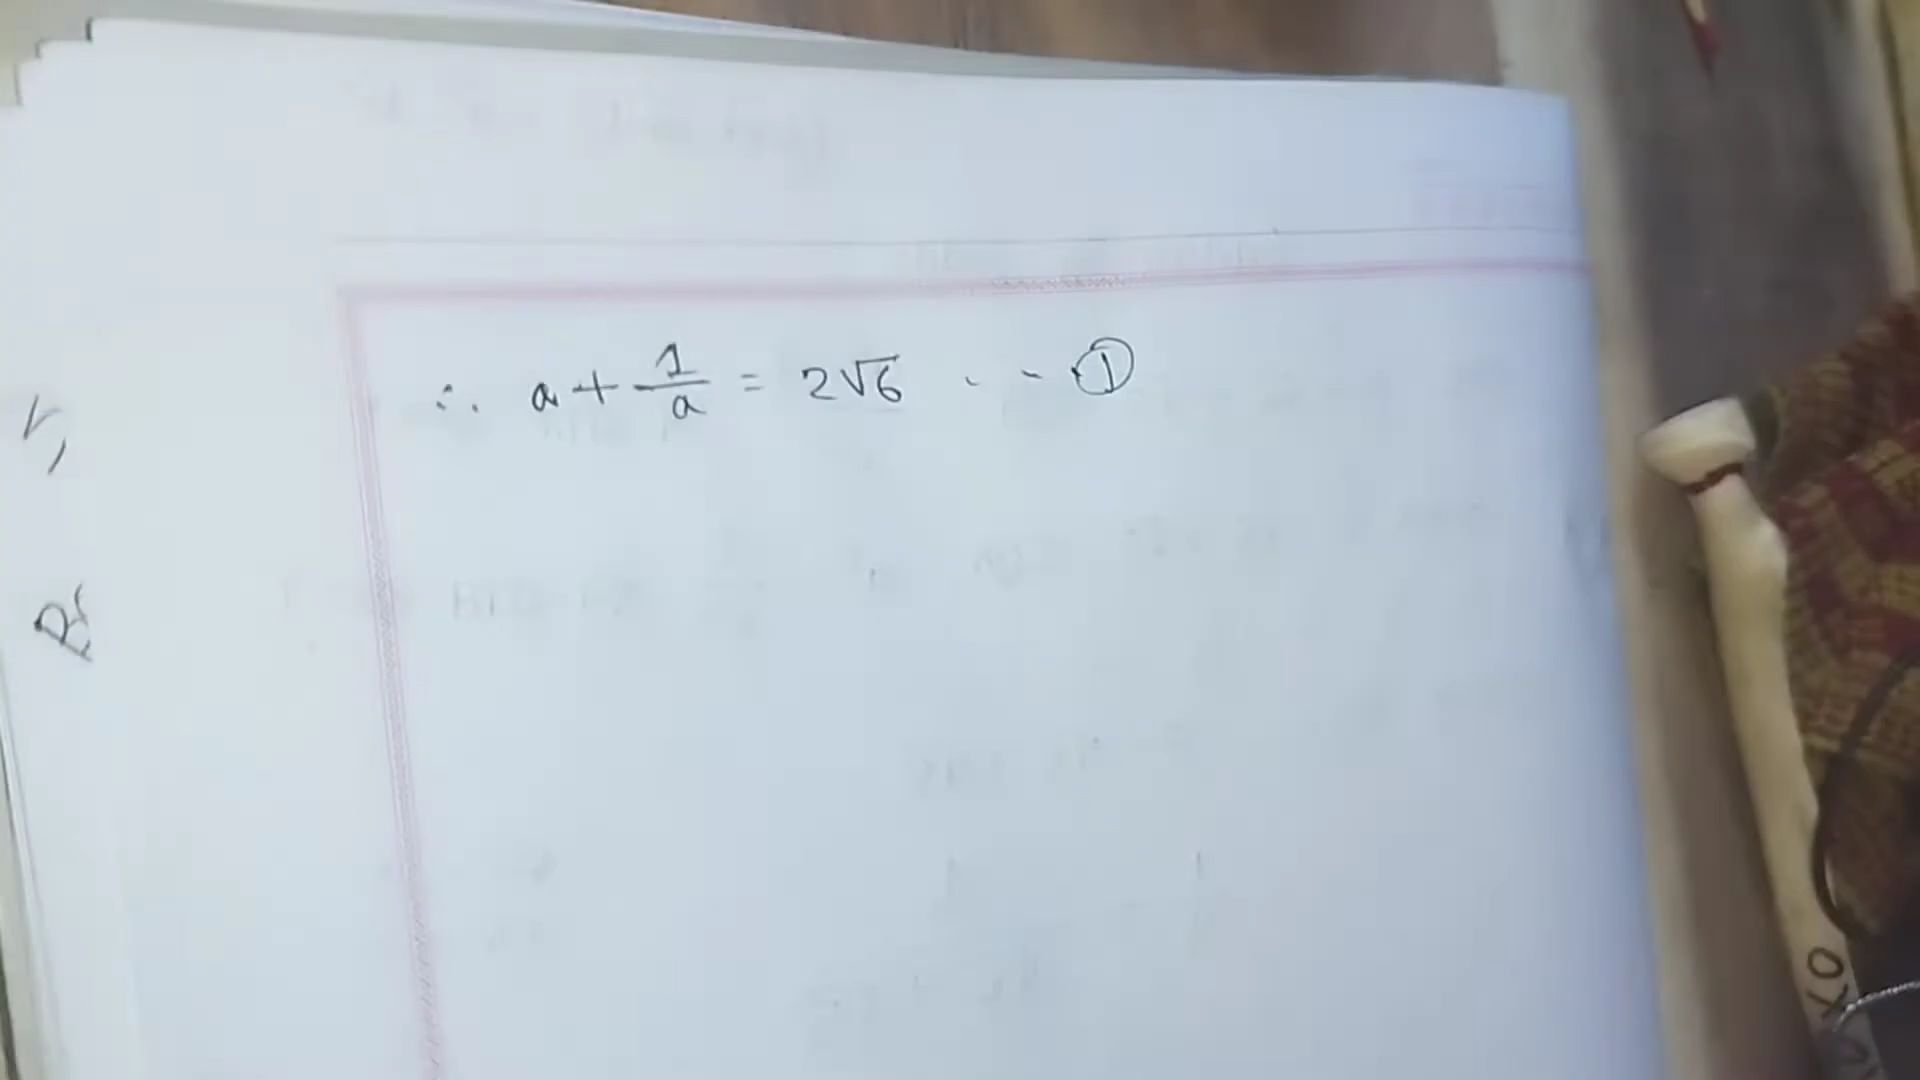 ∴ a + 1/a = 2√6 - - ①